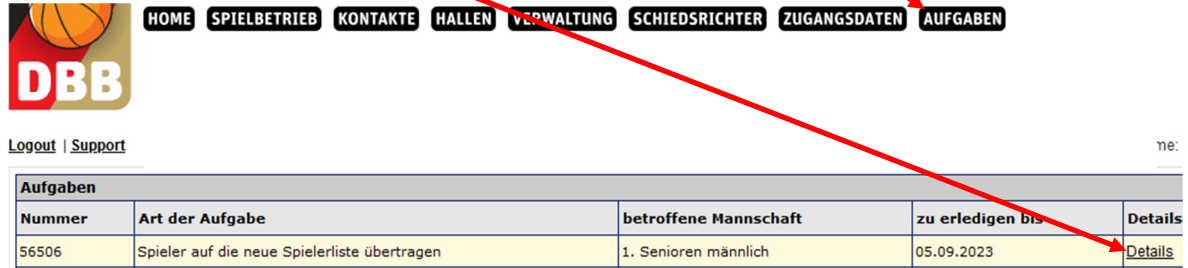 HOME SPIELBETRIEB KONTAKTE HALLEN VERWALTUNG SCHIEDSRICHTER ZUGANGSDATEN AUFGABEN
DBB
Logout | Support me:
Aufgaben
Nummer Art der Aufgabe betroffene Mannschaft zu erledigen bis Details
56506 Spieler auf die neue Spielerliste übertragen 1. Senioren männlich 05.09.2023 Details